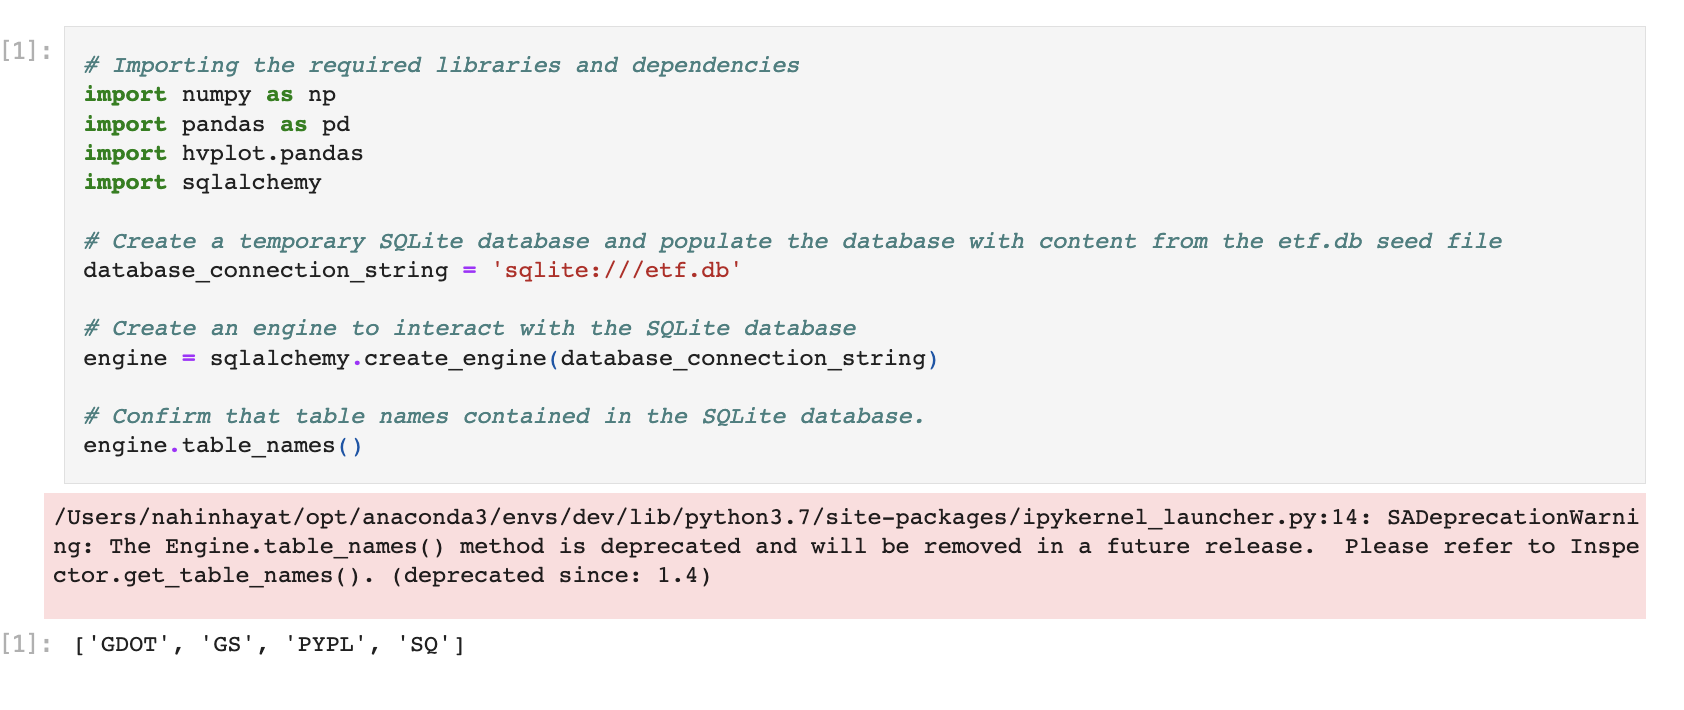 [1]:
# Importing the required libraries and dependencies
import numpy as np
import pandas as pd
import hvplot.pandas
import sqlalchemy
# Create a temporary SQLite database and populate the database with content from the etf.db seed file
database_connection_string = 'sqlite:///etf.db'
# Create an engine to interact with the SQLite database
engine = sqlalchemy.create_engine(database_connection_string)
# Confirm that table names contained in the SQLite database.
engine.table_names()
/Users/nahinhayat/opt/anaconda3/envs/dev/lib/python3.7/site-packages/ipykernel_launcher.py:14: SADeprecationWarni
ng: The Engine.table_names() method is deprecated and will be removed in a future release.  Please refer to Inspe
ctor.get_table_names(). (deprecated since: 1.4)
[1]: ['GDOT', 'GS', 'PYPL', 'SQ']